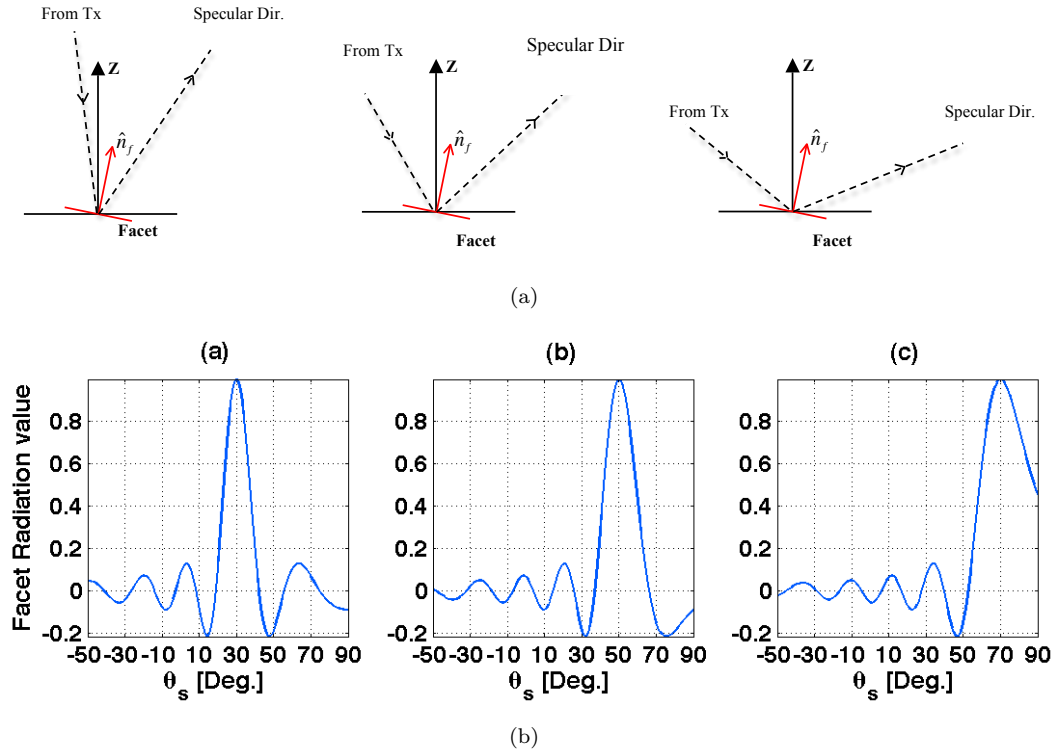 From Tx
Specular Dir.
Z
n̂f
Facet
From Tx
Specular Dir
Z
n̂f
Facet
From Tx
Specular Dir.
Z
n̂f
Facet
(a)
(a)
(b)
(c)
Facet Radiation value
0.8
0.6
0.4
0.2
0
-0.2
-50 -30 -10 10 30 50 70 90
θs [Deg.]
0.8
0.6
0.4
0.2
0
-0.2
-50 -30 -10 10 30 50 70 90
θs [Deg.]
0.8
0.6
0.4
0.2
0
-0.2
-50 -30 -10 10 30 50 70 90
θs [Deg.]
(b)